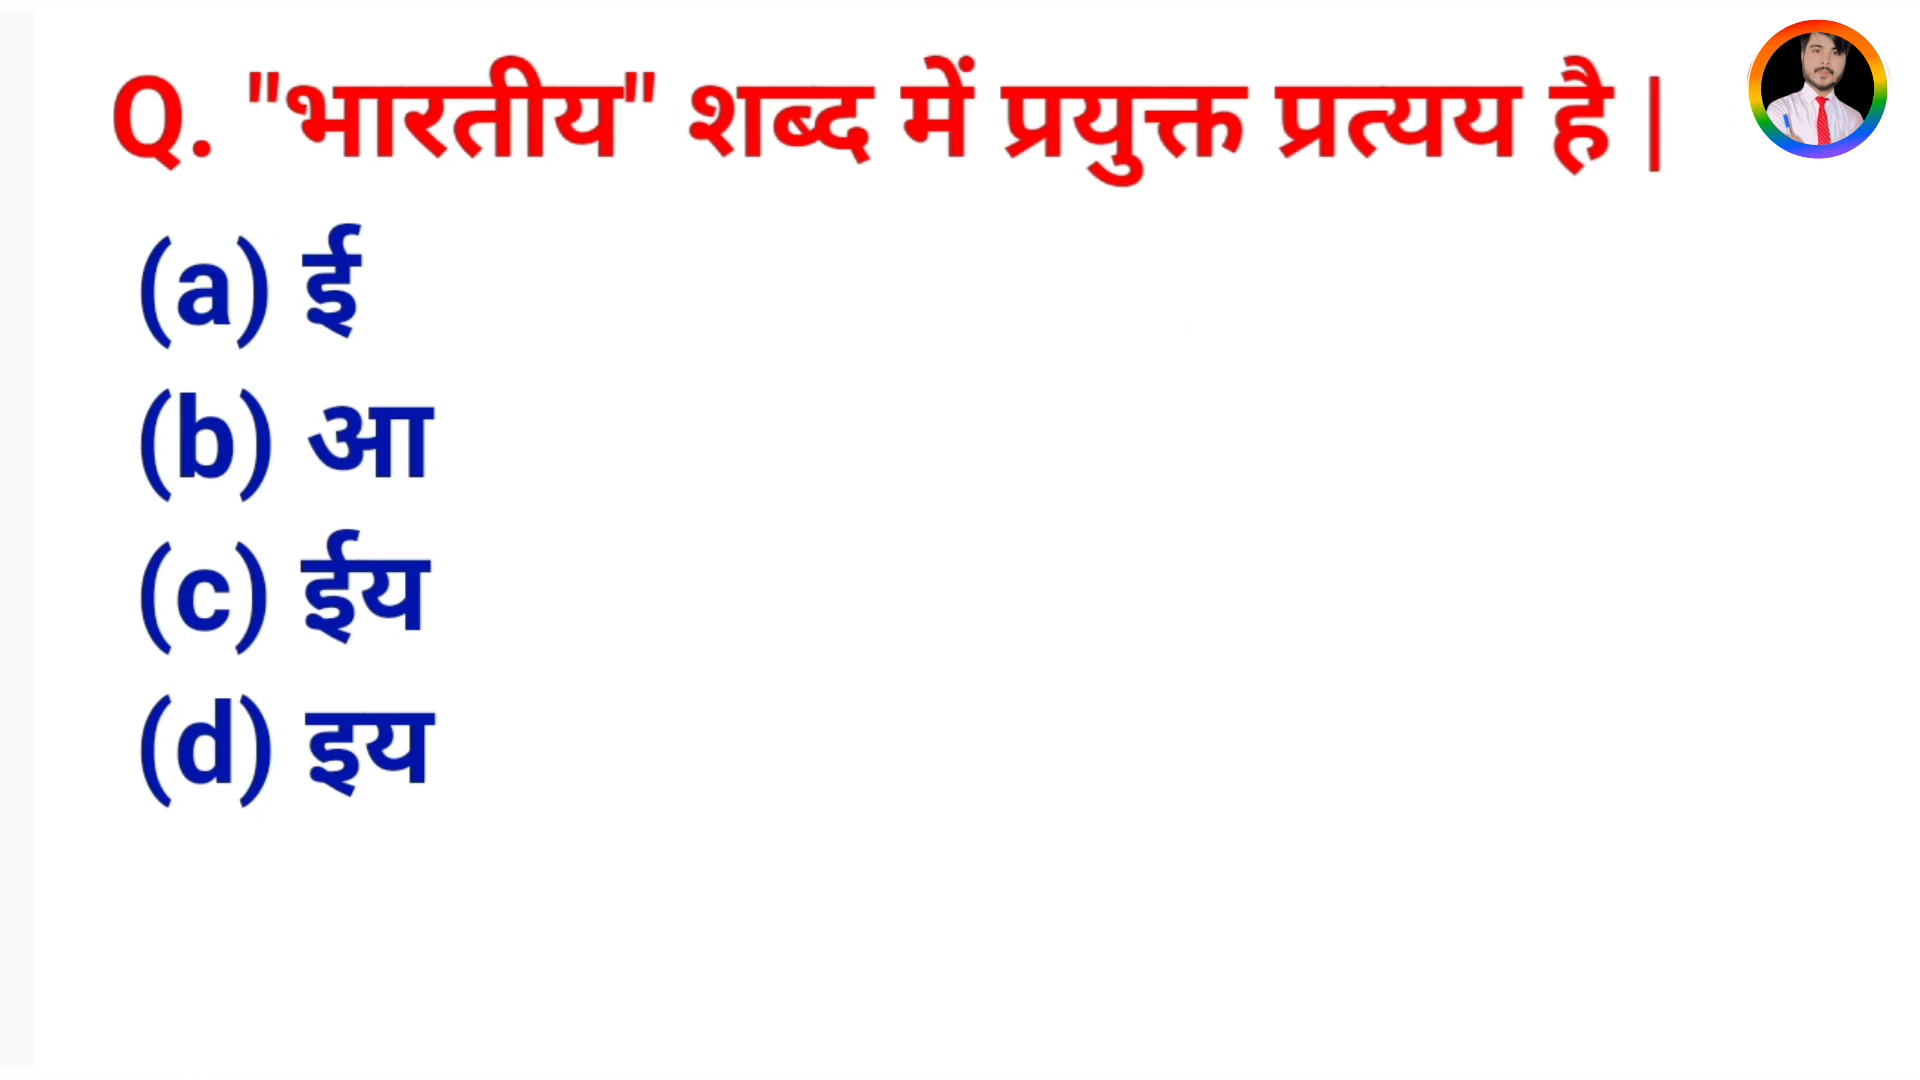 Q. "भारतीय" शब्द में प्रयुक्त प्रत्यय है |
(a) ई
(b) आ
(c) ईय
(d) इय